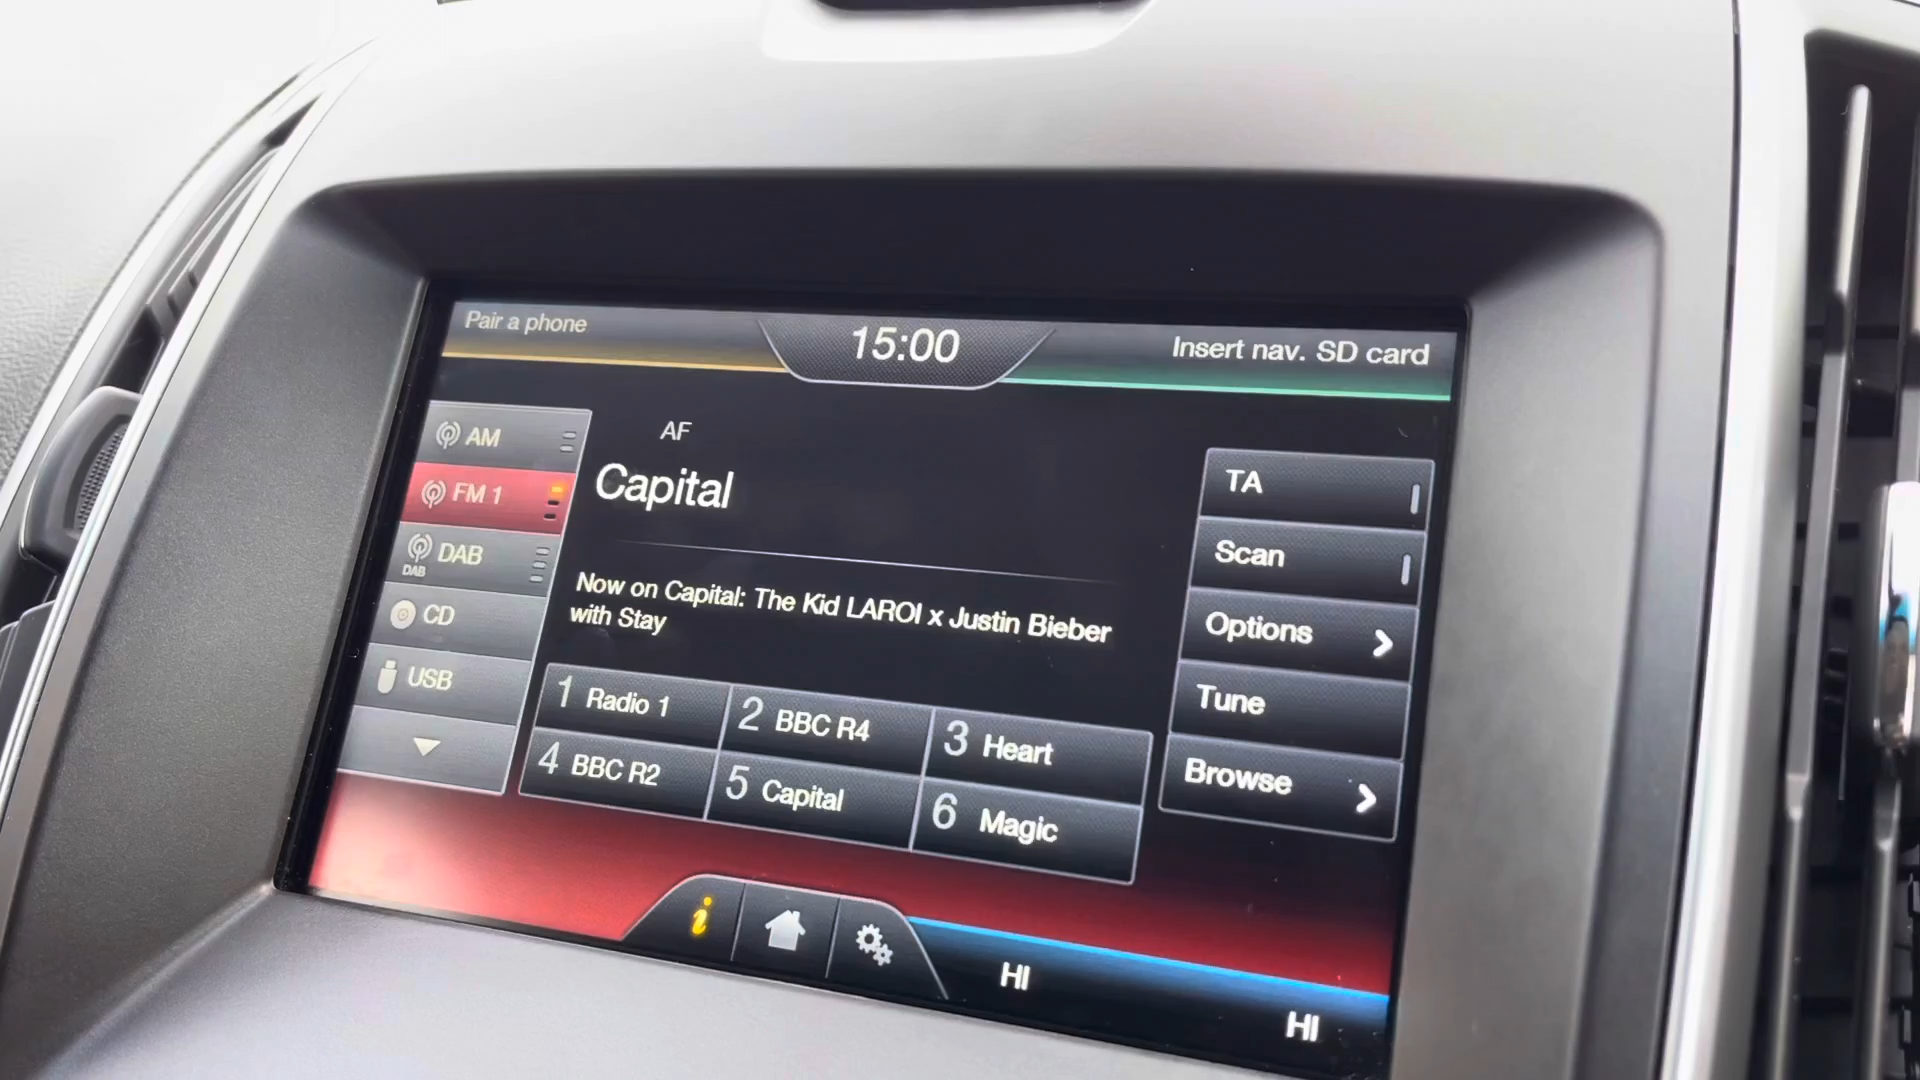 Pair a phone
15:00
Insert nav. SD card
AM
FM 1
DAB
DAB
CD
USB
AF
Capital
Now on Capital: The Kid LAROI x Justin Bieber
with Stay
1 Radio 1
2 BBC R4
3 Heart
4 BBC R2
5 Capital
6 Magic
TA
Scan
Options
Tune
Browse
i
HI
HI